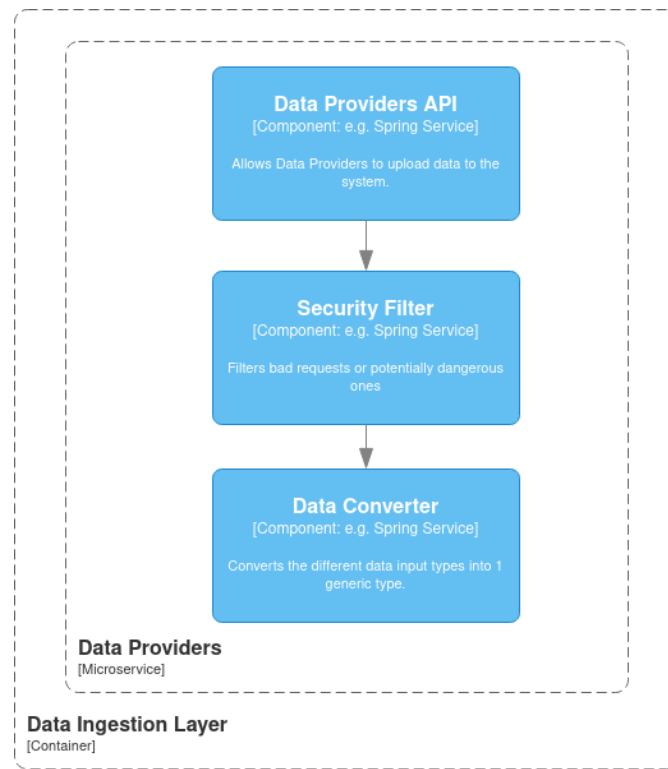 Data Providers API
[Component: e.g. Spring Service]
Allows Data Providers to upload data to the
system.
Security Filter
[Component: e.g. Spring Service]
Filters bad requests or potentially dangerous
ones
Data Converter
[Component: e.g. Spring Service]
Converts the different data input types into 1
generic type.
Data Providers
[Microservice]
Data Ingestion Layer
[Container]